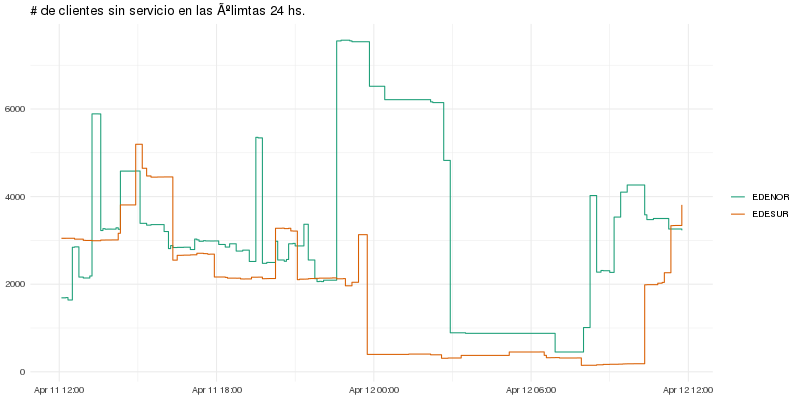 # de clientes sin servicio en las Ãºlimtas 24 hs.
6000
4000
2000
0
Apr 11 12:00 Apr 11 18:00 Apr 12 00:00 Apr 12 06:00 Apr 12 12:00
EDENOR
EDESUR